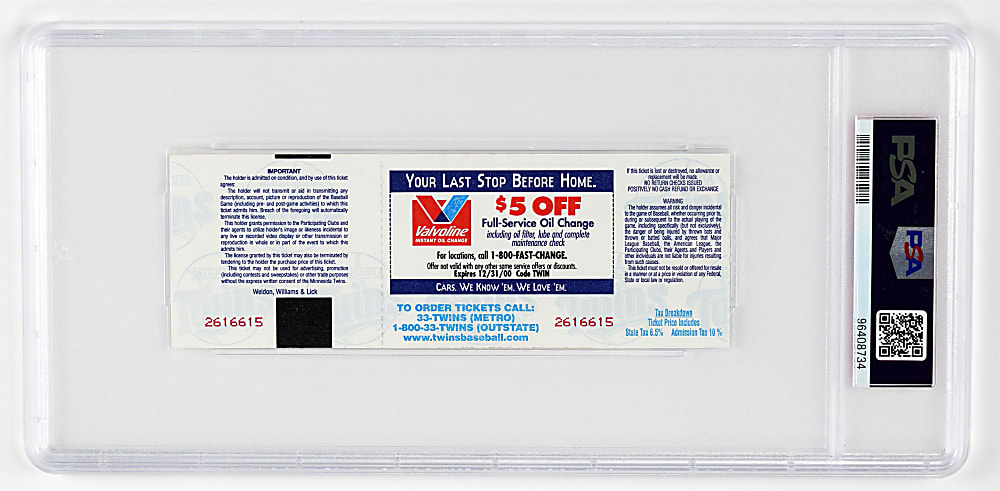 IMPORTANT
The holder is admitted on condition, and by use of this ticket
agrees:
The holder will not transmit or aid in transmitting any
description, account, picture or reproduction of the Baseball
Game (including pre- and post-game activities) to which this
ticket admits him. Breach of the foregoing will automatically
terminate this license.
The holder grants permission to the Participating Clubs and
their agents to utilize holder's image or likeness incidental to
any live or recorded video display or other transmission or
reproduction in whole or in part of the event to which this
admits him.
The license granted by this ticket may also be terminated by
tendering to the holder the purchase price of this ticket.
This ticket may not be used for advertising, promotion
(including contests and sweepstakes) or other trade purposes
without the express written consent of the Minnesota Twins.
Weldon, Williams & Lick
2616615
YOUR LAST STOP BEFORE HOME.
Valvoline
INSTANT OIL CHANGE
$5 OFF
Full-Service Oil Change
including oil filter, lube and complete
maintenance check
For locations, call 1-800-FAST-CHANGE.
Offer not valid with any other same service offers or discounts.
Expires 12/31/00 Code TWIN
CARS. WE KNOW 'EM. WE LOVE 'EM.
TO ORDER TICKETS CALL:
33-TWINS (METRO)
1-800-33-TWINS (OUTSTATE)
www.twinsbaseball.com
2616615
If this ticket is lost or destroyed, no allowance or
replacement will be made.
NO RETURN CHECKS ISSUED
POSITIVELY NO CASH REFUND OR EXCHANGE
WARNING
The holder assumes all risk and danger incidental
to the game of Baseball, whether occurring prior to,
during or subsequent to the actual playing of the
game, including specifically (but not exclusively),
the danger of being injured by thrown bats and
thrown or batted balls, and agrees that Major
League Baseball, the American League, the
Participating Clubs, their Agents and Players and
other individuals are not liable for injuries resulting
from such causes.
This ticket must not be resold or offered for resale
in a manner or at a price in violation of any Federal,
State or local law or regulation.
Tax Breakdown
Ticket Price Includes
State Tax 6.5% Admission Tax 10 %
PSA
PSA
96408734